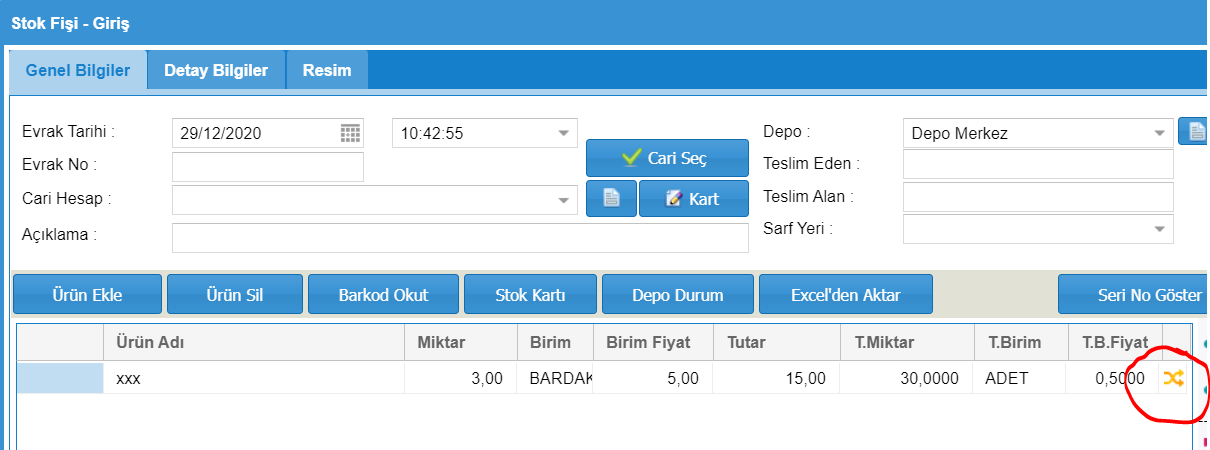 Stok Fişi - Giriş
Genel Bilgiler Detay Bilgiler Resim
Evrak Tarihi : 29/12/2020 10:42:55 Depo : Depo Merkez
Evrak No : Cari Seç Teslim Eden :
Cari Hesap : Kart Teslim Alan :
Açıklama : Sarf Yeri :
Ürün Ekle Ürün Sil Barkod Okut Stok Kartı Depo Durum Excel'den Aktar Seri No Göster
Ürün Adı Miktar Birim Birim Fiyat Tutar T.Miktar T.Birim T.B.Fiyat ...
xxx 3,00 BARDAK 5,00 15,00 30,0000 ADET 0,5000